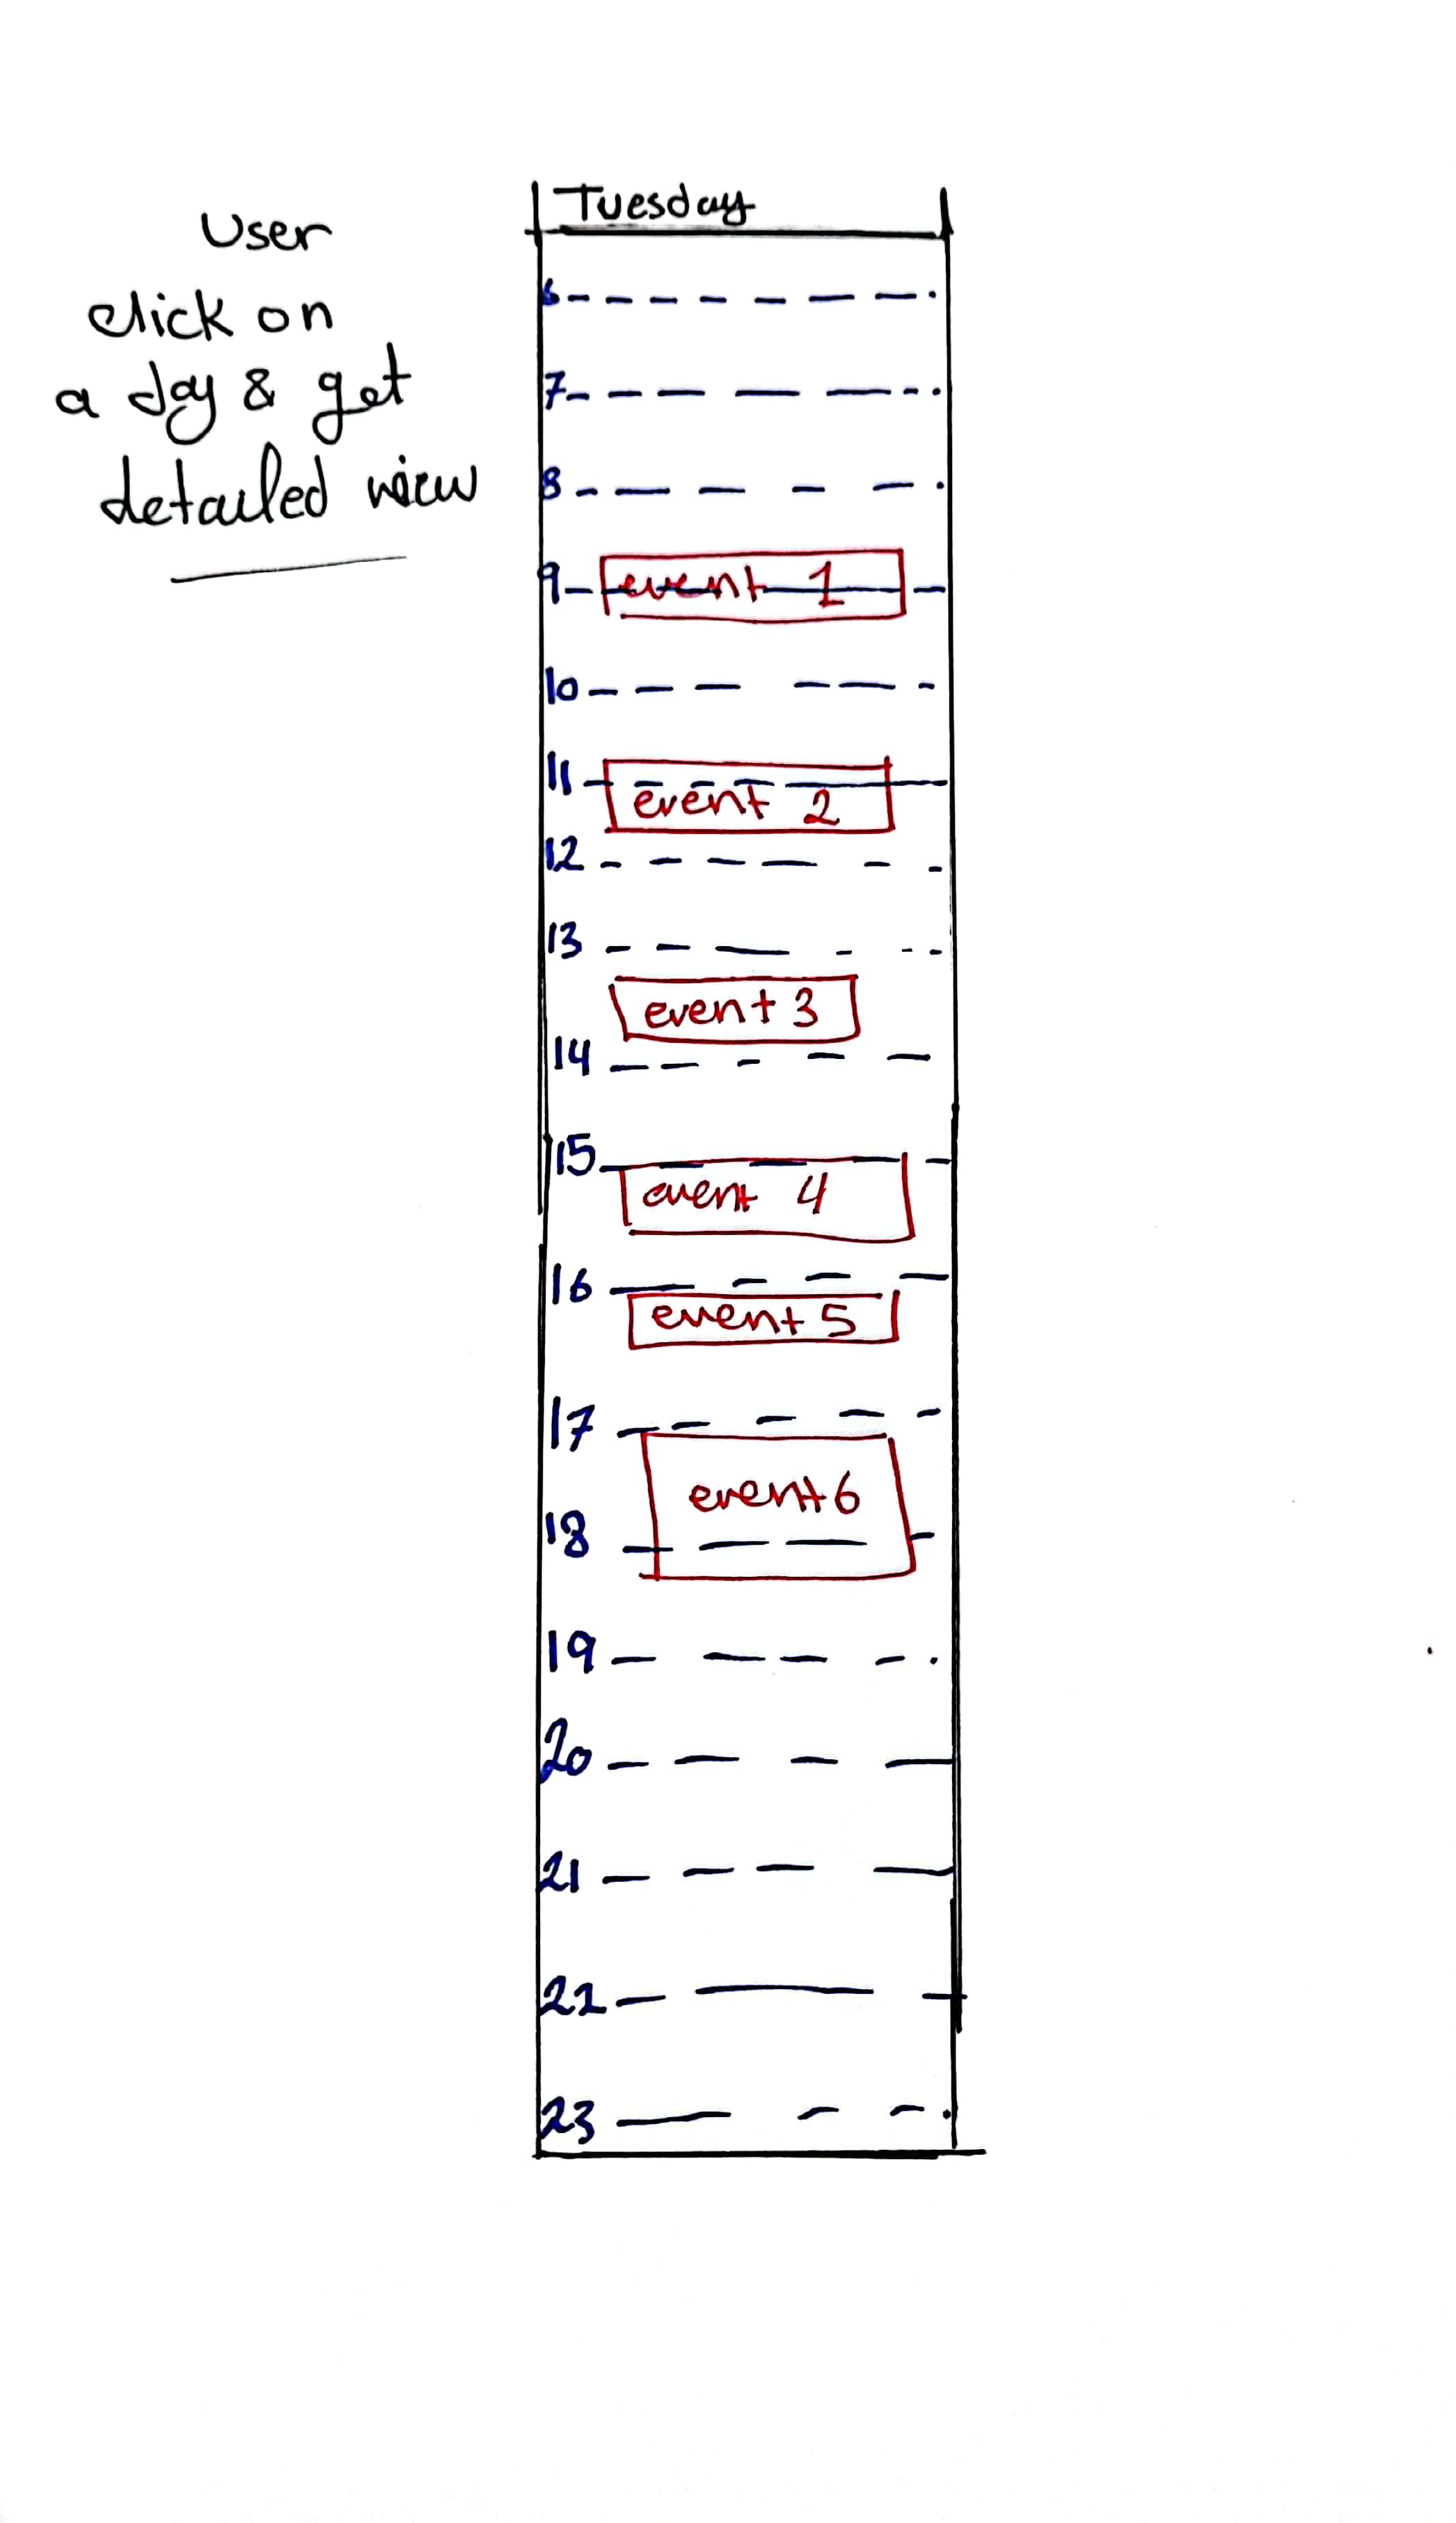 User
click on
a day & get
detailed view
Tuesday
6
7
8
9 event 1
10
11 event 2
12
13
event 3
14
15
event 4
16
event 5
17
event 6
18
19
20
21
22
23